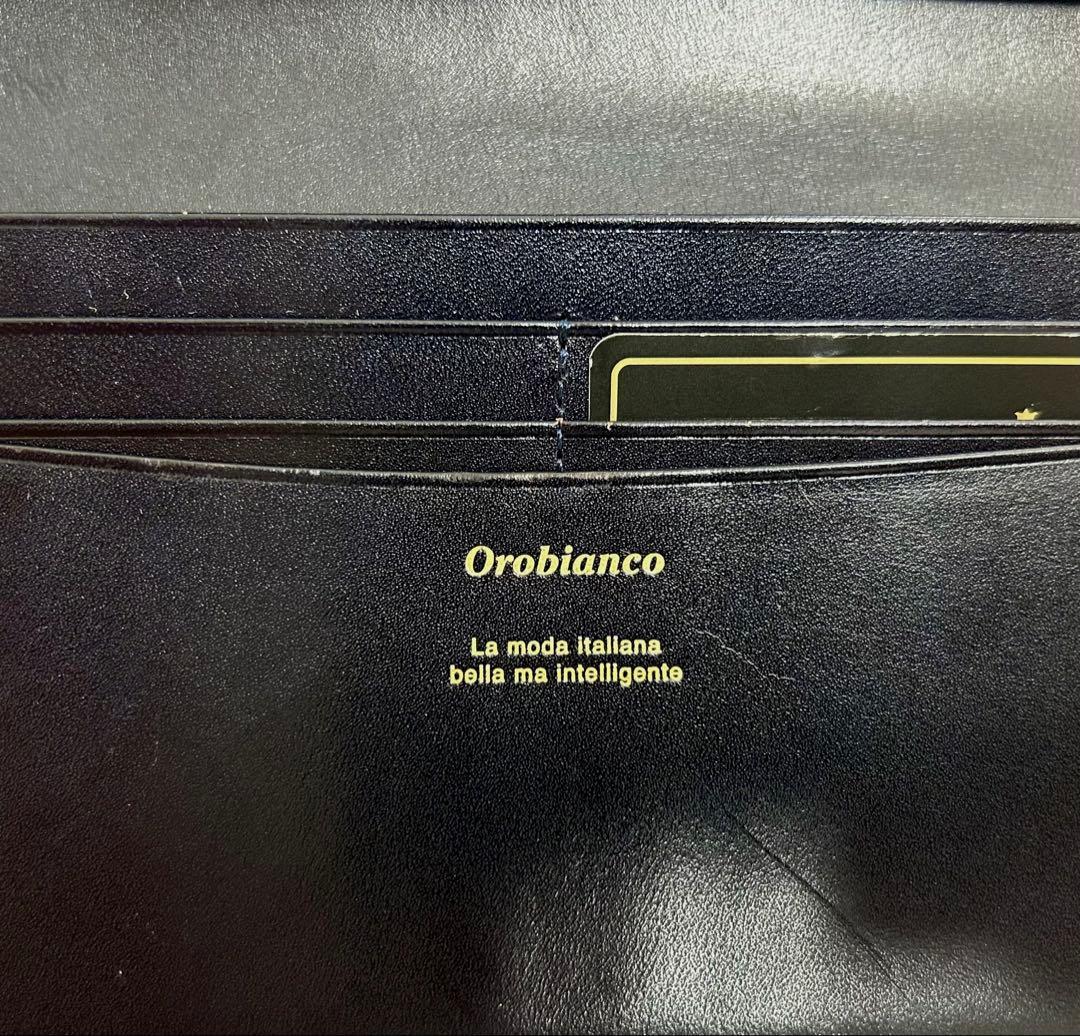 Orobianco
La moda italiana
bella ma intelligente